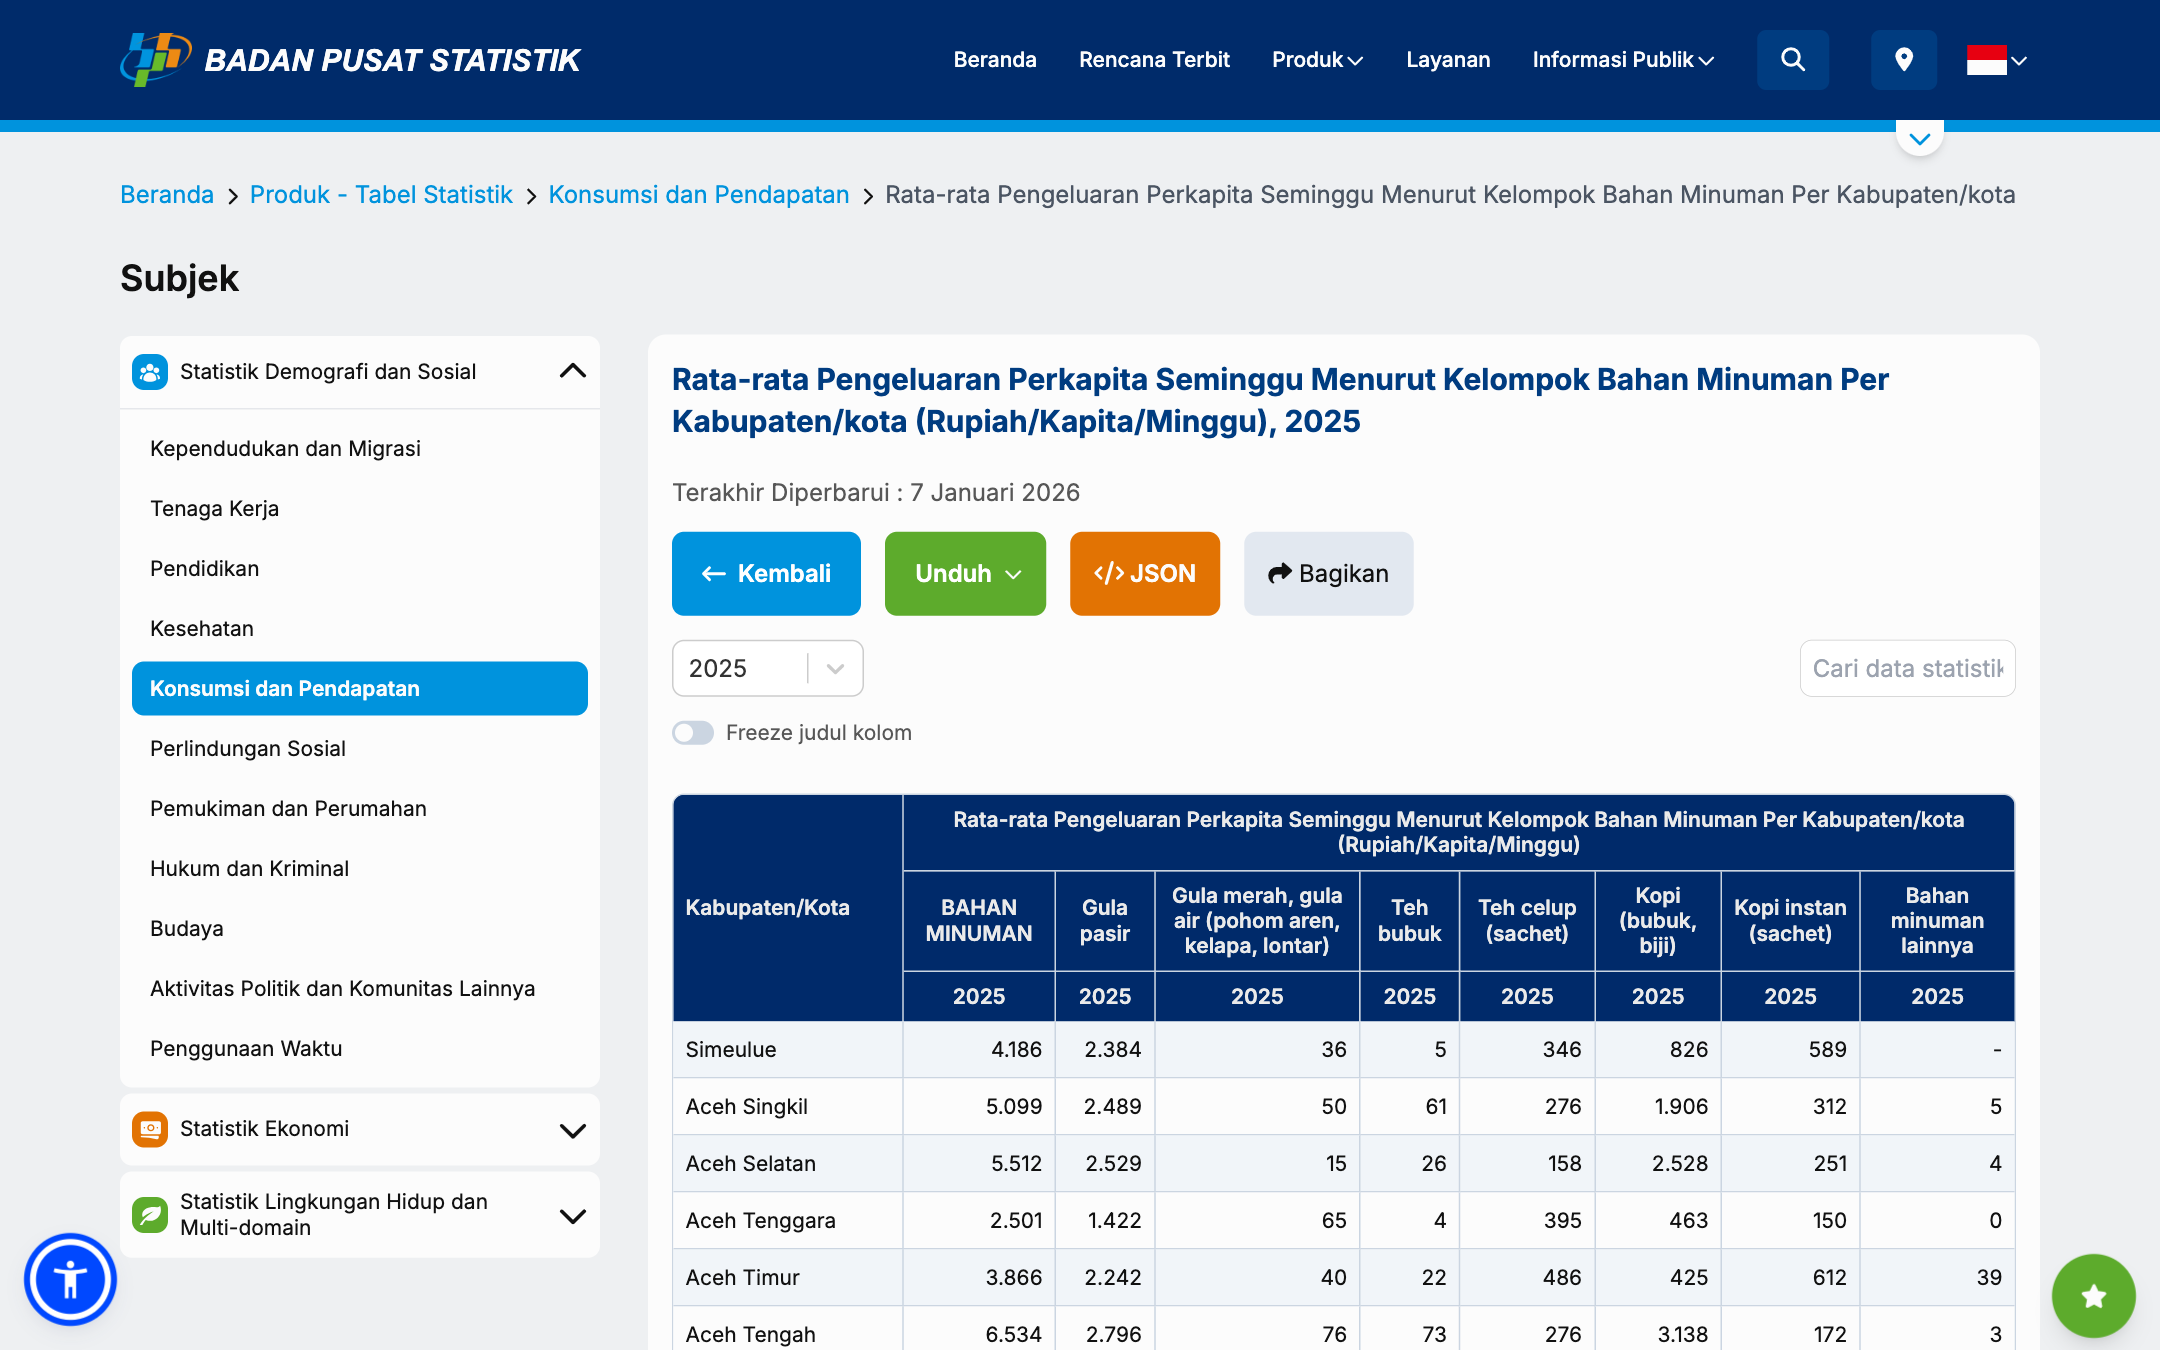 BADAN PUSAT STATISTIK
Beranda
Rencana Terbit
Produk
Layanan
Informasi Publik
Beranda > Produk - Tabel Statistik > Konsumsi dan Pendapatan > Rata-rata Pengeluaran Perkapita Seminggu Menurut Kelompok Bahan Minuman Per Kabupaten/kota
Subjek
Statistik Demografi dan Sosial
Kependudukan dan Migrasi
Tenaga Kerja
Pendidikan
Kesehatan
Konsumsi dan Pendapatan
Perlindungan Sosial
Pemukiman dan Perumahan
Hukum dan Kriminal
Budaya
Aktivitas Politik dan Komunitas Lainnya
Penggunaan Waktu
Statistik Ekonomi
Statistik Lingkungan Hidup dan
Multi-domain
Rata-rata Pengeluaran Perkapita Seminggu Menurut Kelompok Bahan Minuman Per
Kabupaten/kota (Rupiah/Kapita/Minggu), 2025
Terakhir Diperbarui : 7 Januari 2026
Kembali
Unduh
</> JSON
Bagikan
2025
Cari data statistik
Freeze judul kolom
Kabupaten/Kota
Rata-rata Pengeluaran Perkapita Seminggu Menurut Kelompok Bahan Minuman Per Kabupaten/kota
(Rupiah/Kapita/Minggu)
BAHAN
MINUMAN
Gula
pasir
Gula merah, gula
air (pohom aren,
kelapa, lontar)
Teh
bubuk
Teh celup
(sachet)
Kopi
(bubuk,
biji)
Kopi instan
(sachet)
Bahan
minuman
lainnya
2025 2025 2025 2025 2025 2025 2025 2025
Simeulue 4.186 2.384 36 5 346 826 589 -
Aceh Singkil 5.099 2.489 50 61 276 1.906 312 5
Aceh Selatan 5.512 2.529 15 26 158 2.528 251 4
Aceh Tenggara 2.501 1.422 65 4 395 463 150 0
Aceh Timur 3.866 2.242 40 22 486 425 612 39
Aceh Tengah 6.534 2.796 76 73 276 3.138 172 3